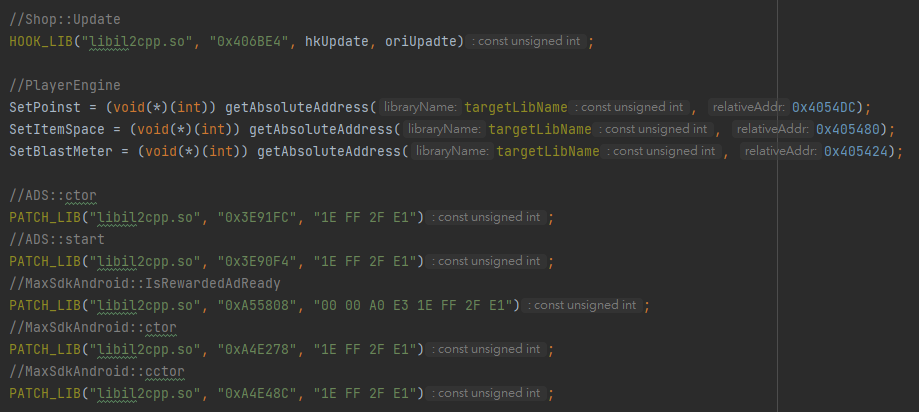 //Shop::Update
HOOK_LIB("libil2cpp.so", "0x406BE4", hkUpdate, oriUpadte) : const unsigned int ;
//PlayerEngine
SetPoinst = (void(*)(int)) getAbsoluteAddress( libraryName: targetLibName : const unsigned int , relativeAddr: 0x4054DC);
SetItemSpace = (void(*)(int)) getAbsoluteAddress( libraryName: targetLibName : const unsigned int , relativeAddr: 0x405480);
SetBlastMeter = (void(*)(int)) getAbsoluteAddress( libraryName: targetLibName : const unsigned int , relativeAddr: 0x405424);
//ADS::ctor
PATCH_LIB("libil2cpp.so", "0x3E91FC", "1E FF 2F E1") : const unsigned int ;
//ADS::start
PATCH_LIB("libil2cpp.so", "0x3E90F4", "1E FF 2F E1") : const unsigned int ;
//MaxSdkAndroid::IsRewardedAdReady
PATCH_LIB("libil2cpp.so", "0xA55808", "00 00 A0 E3 1E FF 2F E1") : const unsigned int ;
//MaxSdkAndroid::ctor
PATCH_LIB("libil2cpp.so", "0xA4E278", "1E FF 2F E1") : const unsigned int ;
//MaxSdkAndroid::cctor
PATCH_LIB("libil2cpp.so", "0xA4E48C", "1E FF 2F E1") : const unsigned int ;